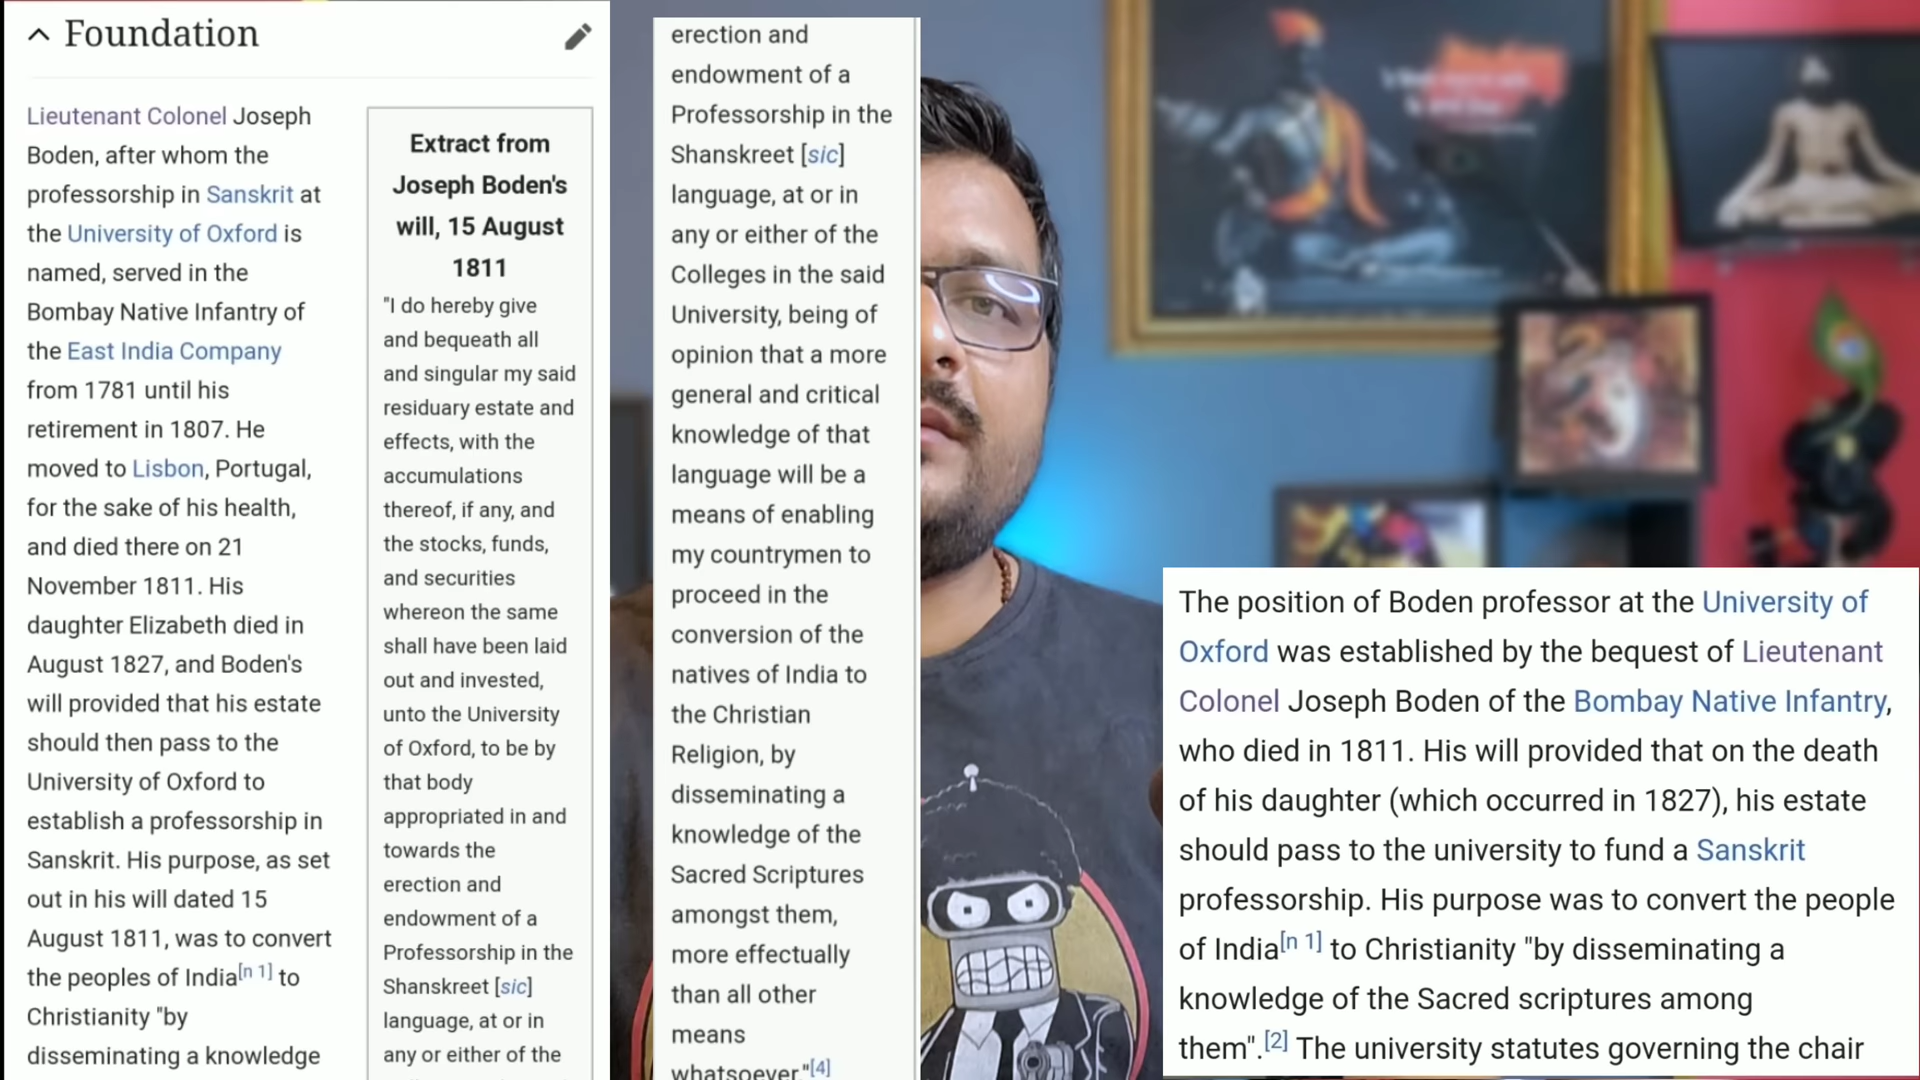 Foundation
Lieutenant Colonel Joseph
Boden, after whom the
professorship in Sanskrit at
the University of Oxford is
named, served in the
Bombay Native Infantry of
the East India Company
from 1781 until his
retirement in 1807. He
moved to Lisbon, Portugal,
for the sake of his health,
and died there on 21
November 1811. His
daughter Elizabeth died in
August 1827, and Boden's
will provided that his estate
should then pass to the
University of Oxford to
establish a professorship in
Sanskrit. His purpose, as set
out in his will dated 15
August 1811, was to convert
the peoples of India[n 1] to
Christianity "by
disseminating a knowledge
Extract from
Joseph Boden's
will, 15 August
1811
"I do hereby give
and bequeath all
and singular my said
residuary estate and
effects, with the
accumulations
thereof, if any, and
the stocks, funds,
and securities
whereon the same
shall have been laid
out and invested,
unto the University
of Oxford, to be by
that body
appropriated in and
towards the
erection and
endowment of a
Professorship in the
Shanskreet [sic]
language, at or in
any or either of the
erection and
endowment of a
Professorship in the
Shanskreet [sic]
language, at or in
any or either of the
Colleges in the said
University, being of
opinion that a more
general and critical
knowledge of that
language will be a
means of enabling
my countrymen to
proceed in the
conversion of the
natives of India to
the Christian
Religion, by
disseminating a
knowledge of the
Sacred Scriptures
amongst them,
more effectually
than all other
means
whatsoever."[4]
The position of Boden professor at the University of
Oxford was established by the bequest of Lieutenant
Colonel Joseph Boden of the Bombay Native Infantry,
who died in 1811. His will provided that on the death
of his daughter (which occurred in 1827), his estate
should pass to the university to fund a Sanskrit
professorship. His purpose was to convert the people
of India[n 1] to Christianity "by disseminating a
knowledge of the Sacred scriptures among
them".[2] The university statutes governing the chair